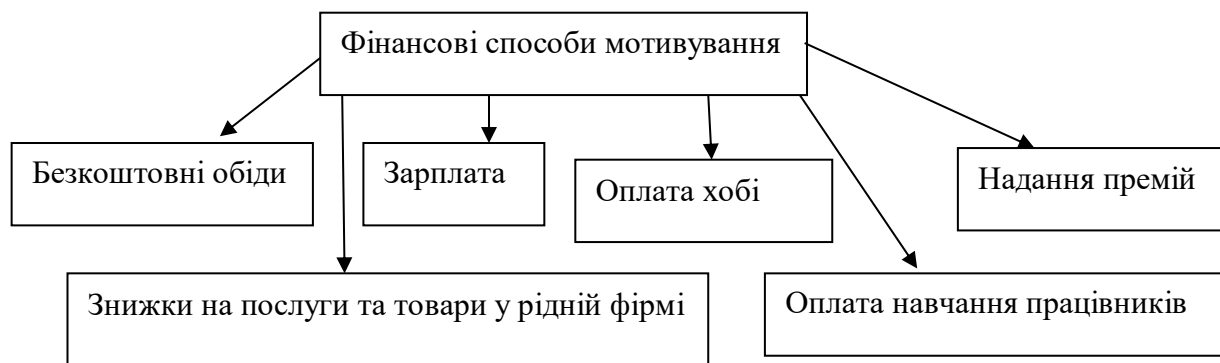 Фінансові способи мотивування
Безкоштовні обіди
Зарплата
Оплата хобі
Надання премій
Знижки на послуги та товари у рідній фірмі
Оплата навчання працівників